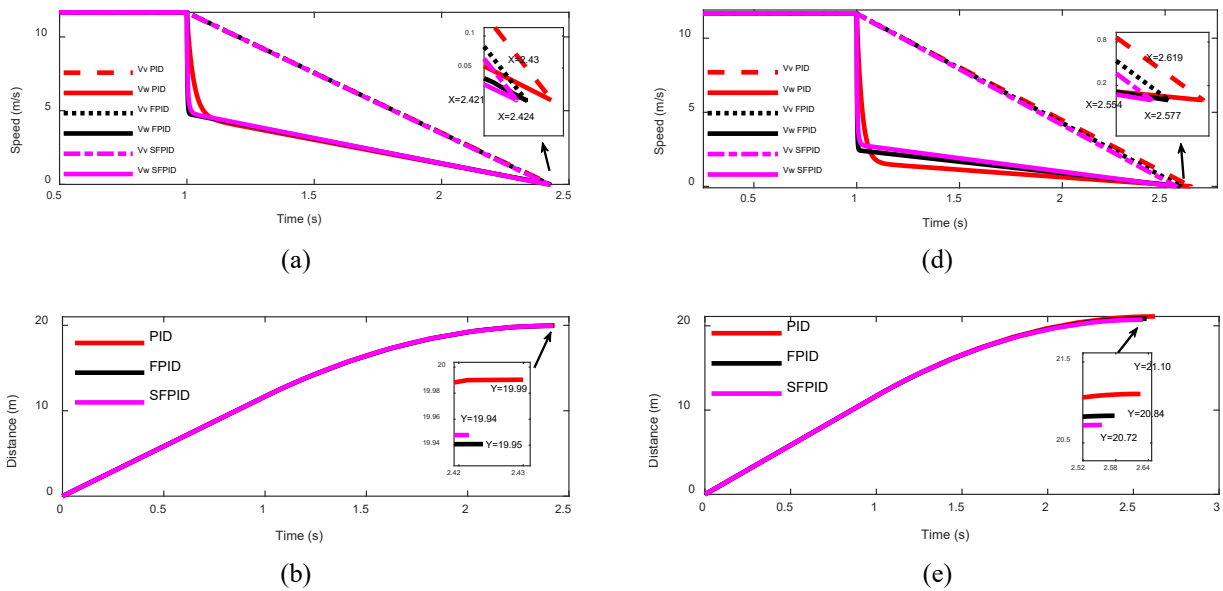 10
5
0
Speed (m/s)
0.5
1
1.5
2
2.5
Time (s)
Vv PID
Vw PID
Vv FPID
Vw FPID
Vv SFPID
Vw SFPID
0.1
0.05
X=2.43
X=2.421
X=2.424
(a)
10
5
0
Speed (m/s)
0.5
1
1.5
2
2.5
Time (s)
Vv PID
Vw PID
Vv FPID
Vw FPID
Vv SFPID
Vw SFPID
0.8
0.2
X=2.619
X=2.554
X=2.577
(d)
20
10
0
Distance (m)
0
0.5
1
1.5
2
2.5
Time (s)
PID
FPID
SFPID
20
19.98
19.96
19.94
2.42
2.43
Y=19.99
Y=19.94
Y=19.95
(b)
20
10
0
Distance (m)
0
0.5
1
1.5
2
2.5
3
Time (s)
PID
FPID
SFPID
21.5
21
20.5
2.52
2.58
2.64
Y=21.10
Y=20.84
Y=20.72
(e)